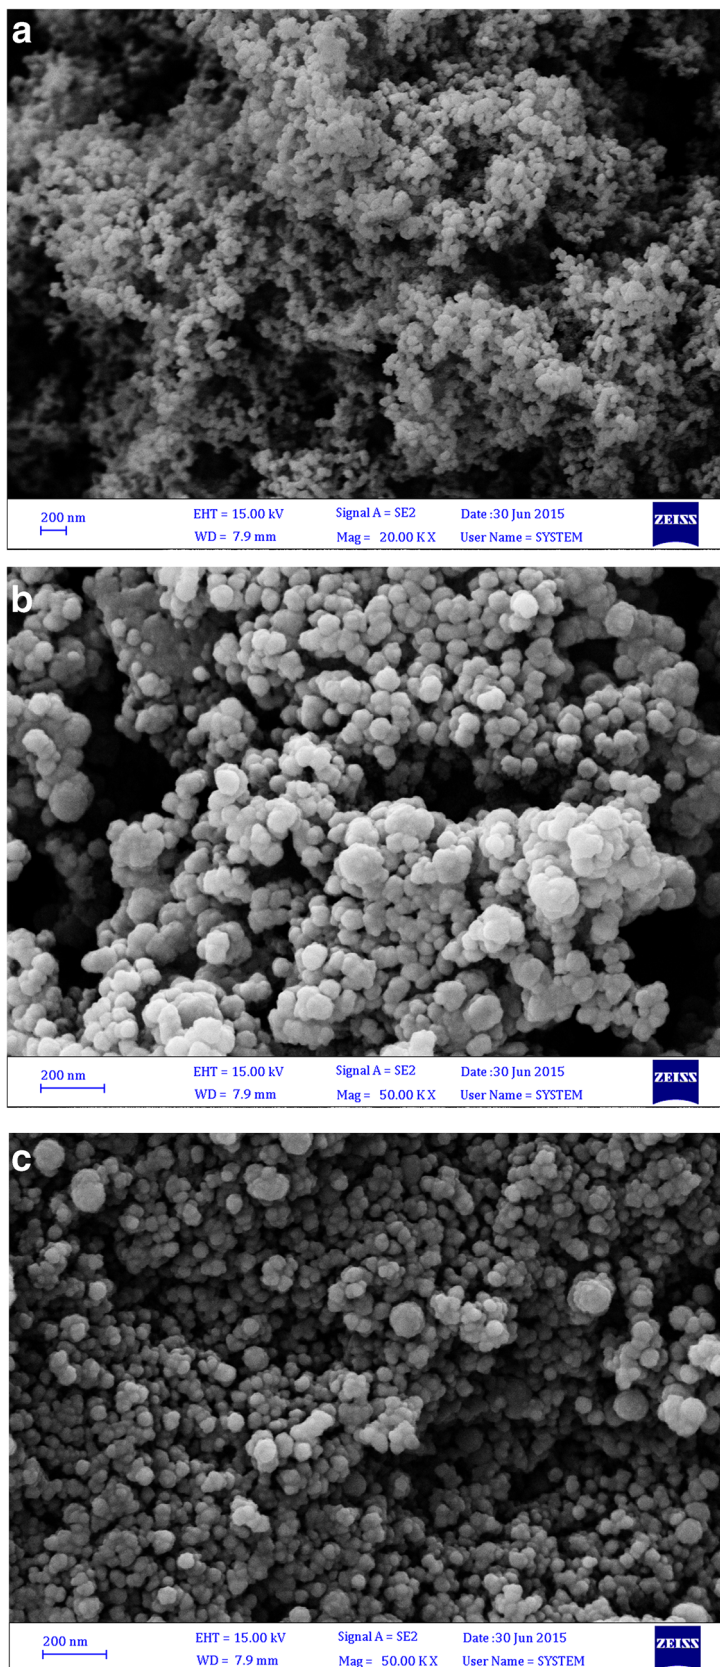 a
200 nm
EHT = 15.00 kV
Signal A = SE2
Date :30 Jun 2015
WD = 7.9 mm
Mag = 20.00 K X
User Name = SYSTEM
ZEISS
b
200 nm
EHT = 15.00 kV
Signal A = SE2
Date :30 Jun 2015
WD = 7.9 mm
Mag = 50.00 K X
User Name = SYSTEM
ZEISS
c
200 nm
EHT = 15.00 kV
Signal A = SE2
Date :30 Jun 2015
WD = 7.9 mm
Mag = 50.00 K X
User Name = SYSTEM
ZEISS